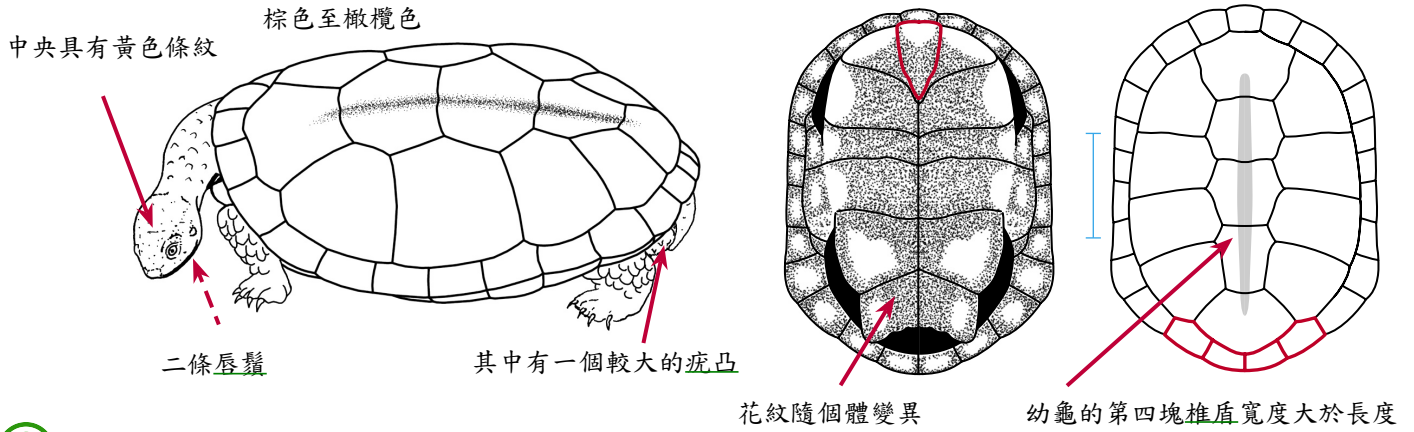 棕色至橄欖色
中央具有黃色條紋
二條唇鬚
其中有一個較大的疣凸
花紋隨個體變異
幼龜的第四塊椎盾寬度大於長度